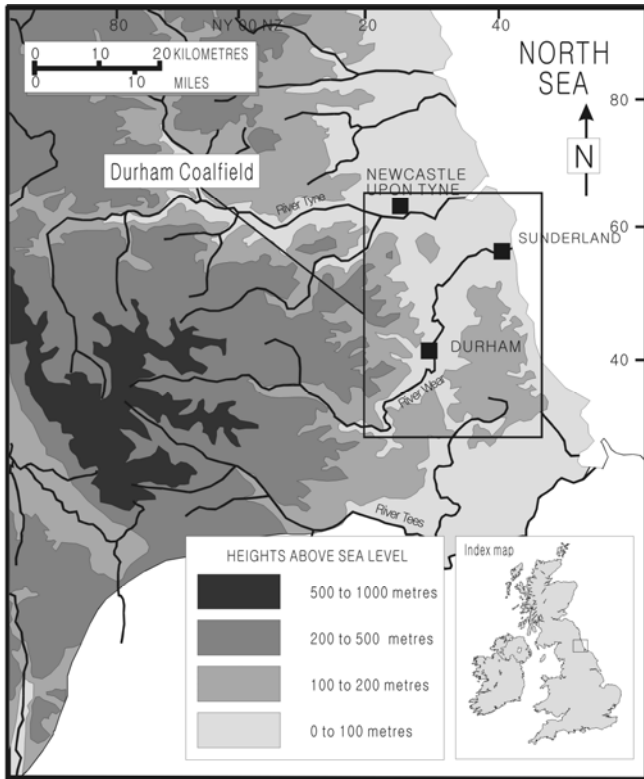 80 NY 00 NZ 20 40
0 10 20 KILOMETRES
0 10 MILES
NORTH
SEA
80
N
Durham Coalfield
NEWCASTLE
UPON TYNE
River Tyne
60
SUNDERLAND
DURHAM
River Wear
40
River Tees
HEIGHTS ABOVE SEA LEVEL
500 to 1000 metres
200 to 500 metres
100 to 200 metres
0 to 100 metres
Index map